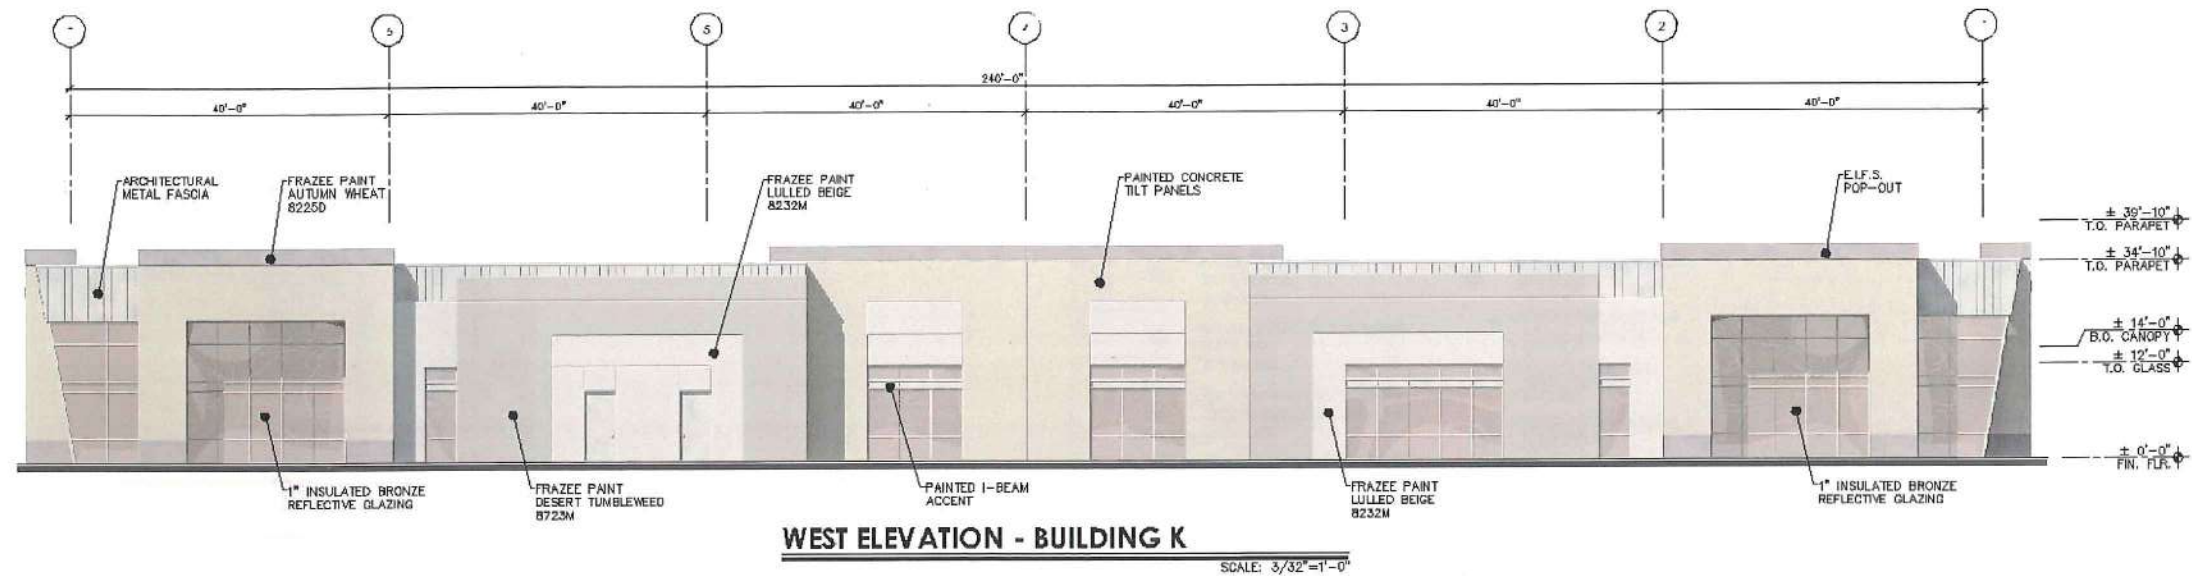 5
5
3
2
240'-0"
40'-0"
40'-0"
40'-0"
40'-0"
40'-0"
40'-0"
ARCHITECTURAL
METAL FASCIA
FRAZEE PAINT
AUTUMN WHEAT
8225D
FRAZEE PAINT
LULLED BEIGE
8232M
PAINTED CONCRETE
TILT PANELS
E.I.F.S.
POP-OUT
± 39'-10"
T.O. PARAPET
± 34'-10"
T.O. PARAPET
± 14'-0"
B.O. CANOPY
± 12'-0"
T.O. GLASS
± 0'-0"
FIN. FLR.
1" INSULATED BRONZE
REFLECTIVE GLAZING
FRAZEE PAINT
DESERT TUMBLEWEED
8723M
PAINTED I-BEAM
ACCENT
FRAZEE PAINT
LULLED BEIGE
8232M
1" INSULATED BRONZE
REFLECTIVE GLAZING
WEST ELEVATION - BUILDING K
SCALE: 3/32"=1'-0"